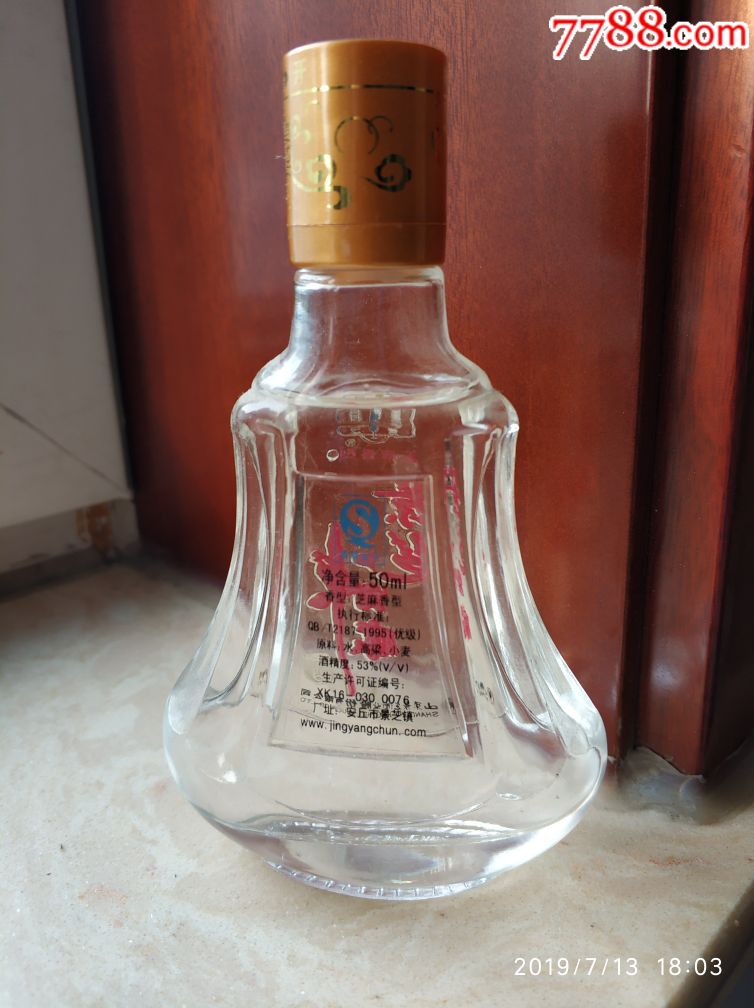 7788.com
开
净含量:50ml
香型:芝麻香型
执行标准:
QB/T2187-1995(优级)
原料:水、高粱、小麦
酒精度:53%(V/V)
生产许可证编号:
XK16-030 0076
厂址:安丘市景芝镇
www.jingyangchun.com
2019/7/13 18:03